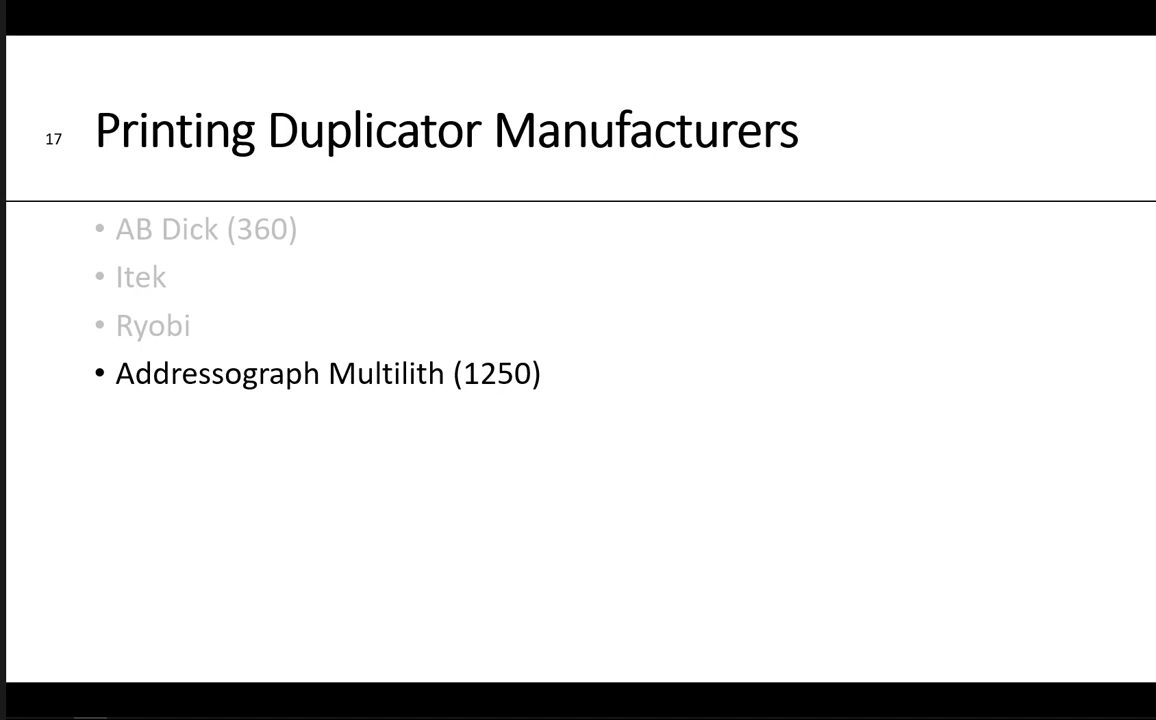 17
Printing Duplicator Manufacturers
• AB Dick (360)
• Itek
• Ryobi
• Addressograph Multilith (1250)